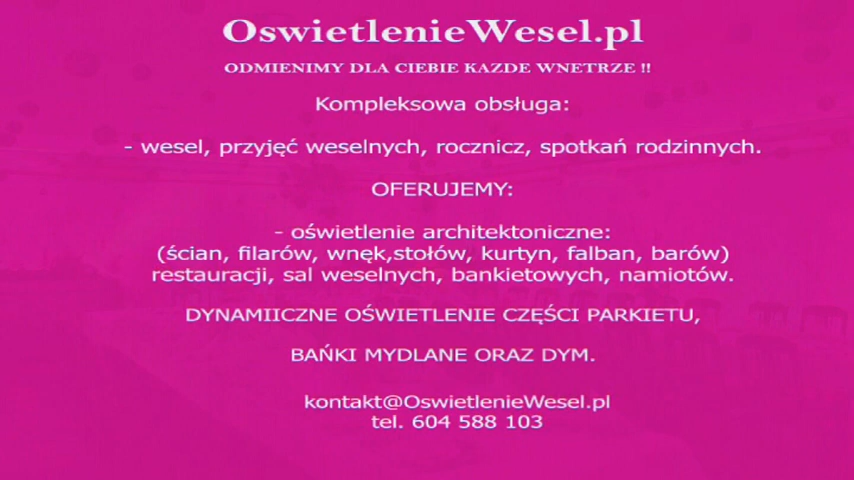 OswietlenieWesel.pl
ODMIENIMY DLA CIEBIE KAZDE WNETRZE !!
Kompleksowa obsługa:
- wesel, przyjęć weselnych, rocznicz, spotkań rodzinnych.
OFERUJEMY:
- oświetlenie architektoniczne:
(ścian, filarów, wnęk,stołów, kurtyn, falban, barów)
restauracji, sal weselnych, bankietowych, namiotów.
DYNAMIICZNE OŚWIETLENIE CZĘŚCI PARKIETU,
BAŃKI MYDLANE ORAZ DYM.
kontakt@OswietlenieWesel.pl
tel. 604 588 103